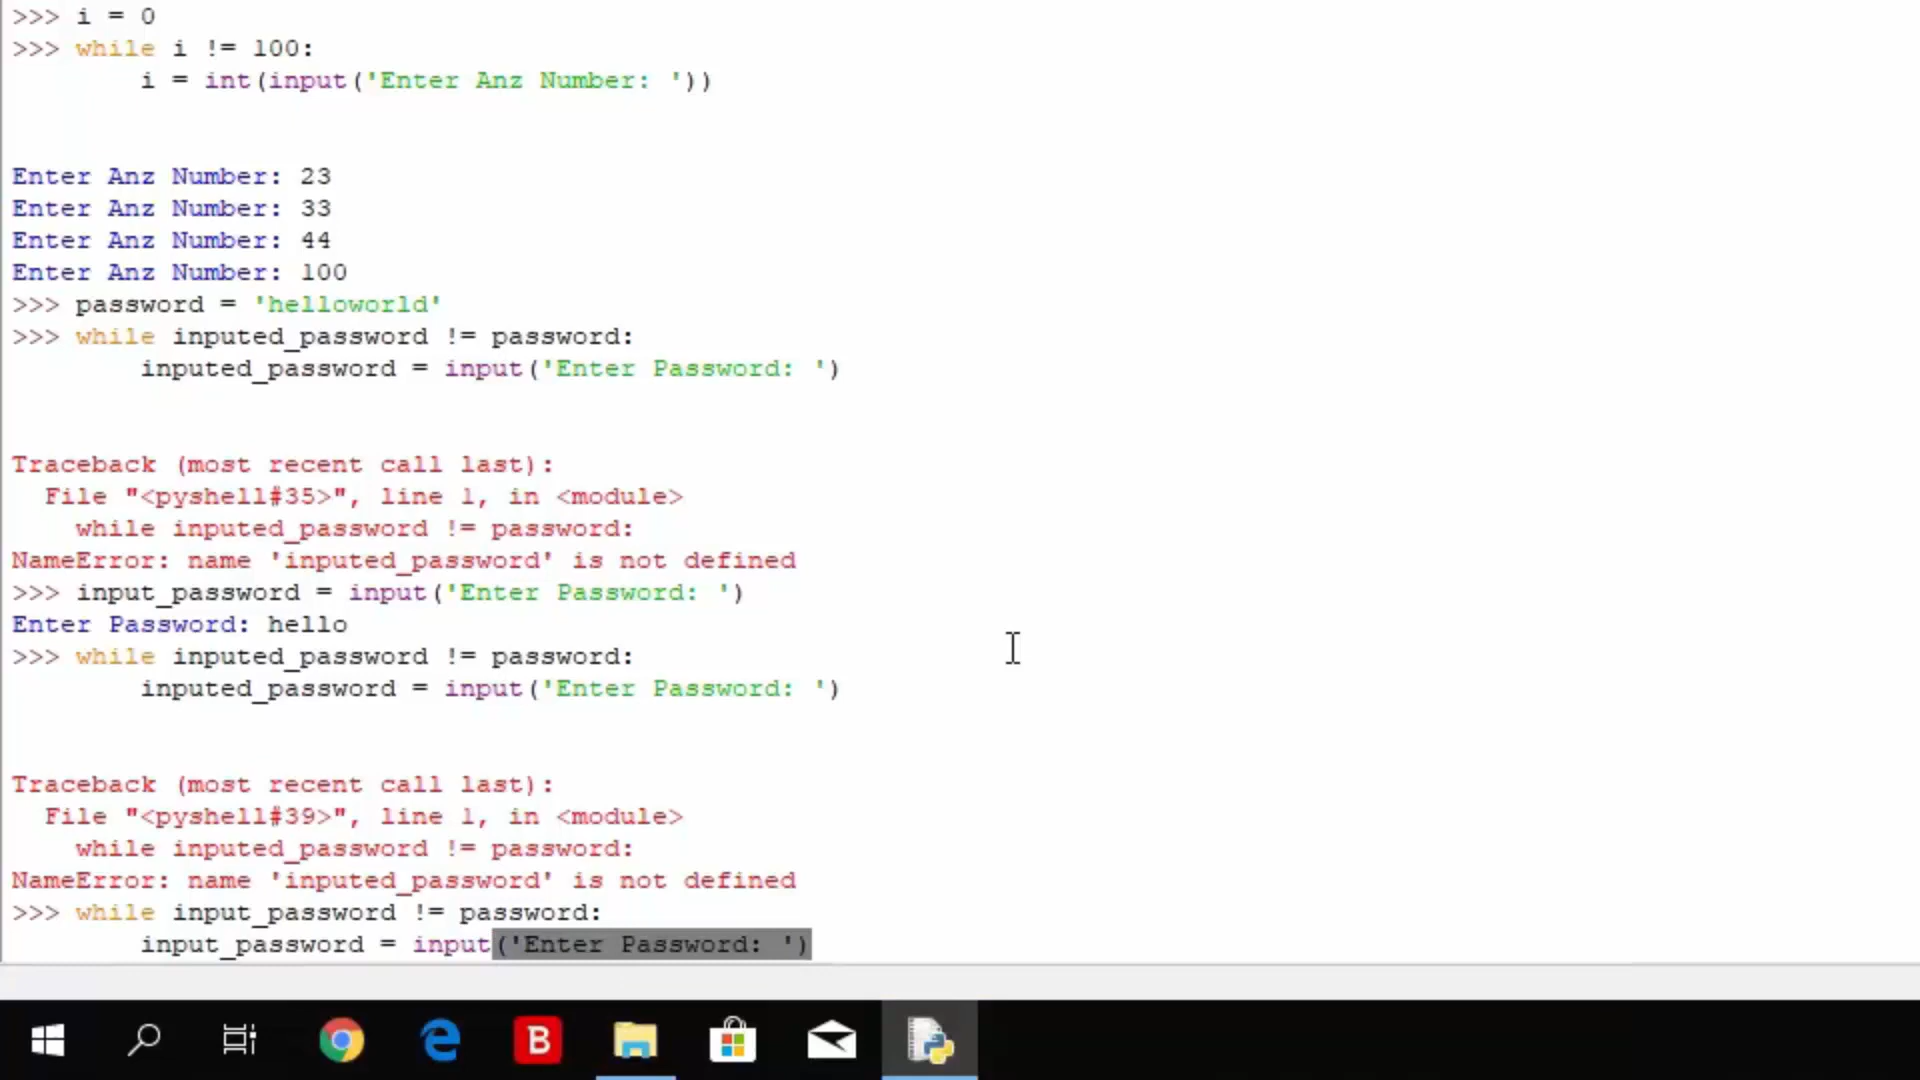 >>> i = 0
>>> while i != 100:
        i = int(input('Enter Anz Number: '))
Enter Anz Number: 23
Enter Anz Number: 33
Enter Anz Number: 44
Enter Anz Number: 100
>>> password = 'helloworld'
>>> while inputed_password != password:
        inputed_password = input('Enter Password: ')
Traceback (most recent call last):
  File "<pyshell#35>", line 1, in <module>
    while inputed_password != password:
NameError: name 'inputed_password' is not defined
>>> input_password = input('Enter Password: ')
Enter Password: hello
>>> while inputed_password != password:
        inputed_password = input('Enter Password: ')
Traceback (most recent call last):
  File "<pyshell#39>", line 1, in <module>
    while inputed_password != password:
NameError: name 'inputed_password' is not defined
>>> while input_password != password:
        input_password = input('Enter Password: ')
B